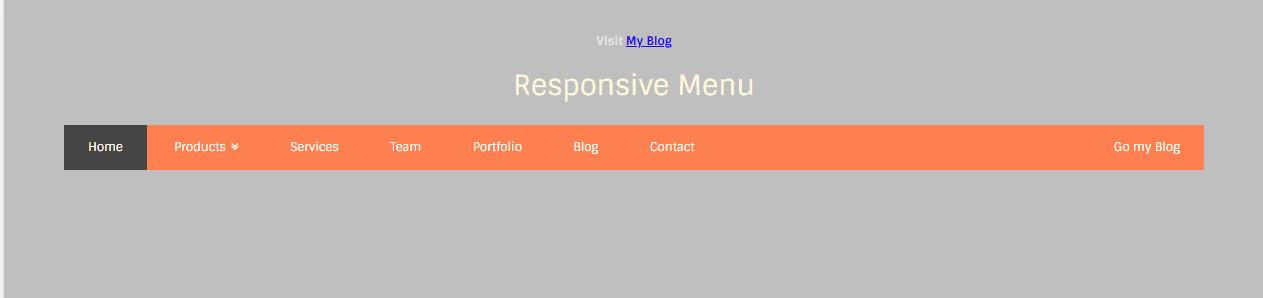 Visit My Blog
Responsive Menu
Home Products Services Team Portfolio Blog Contact Go my Blog